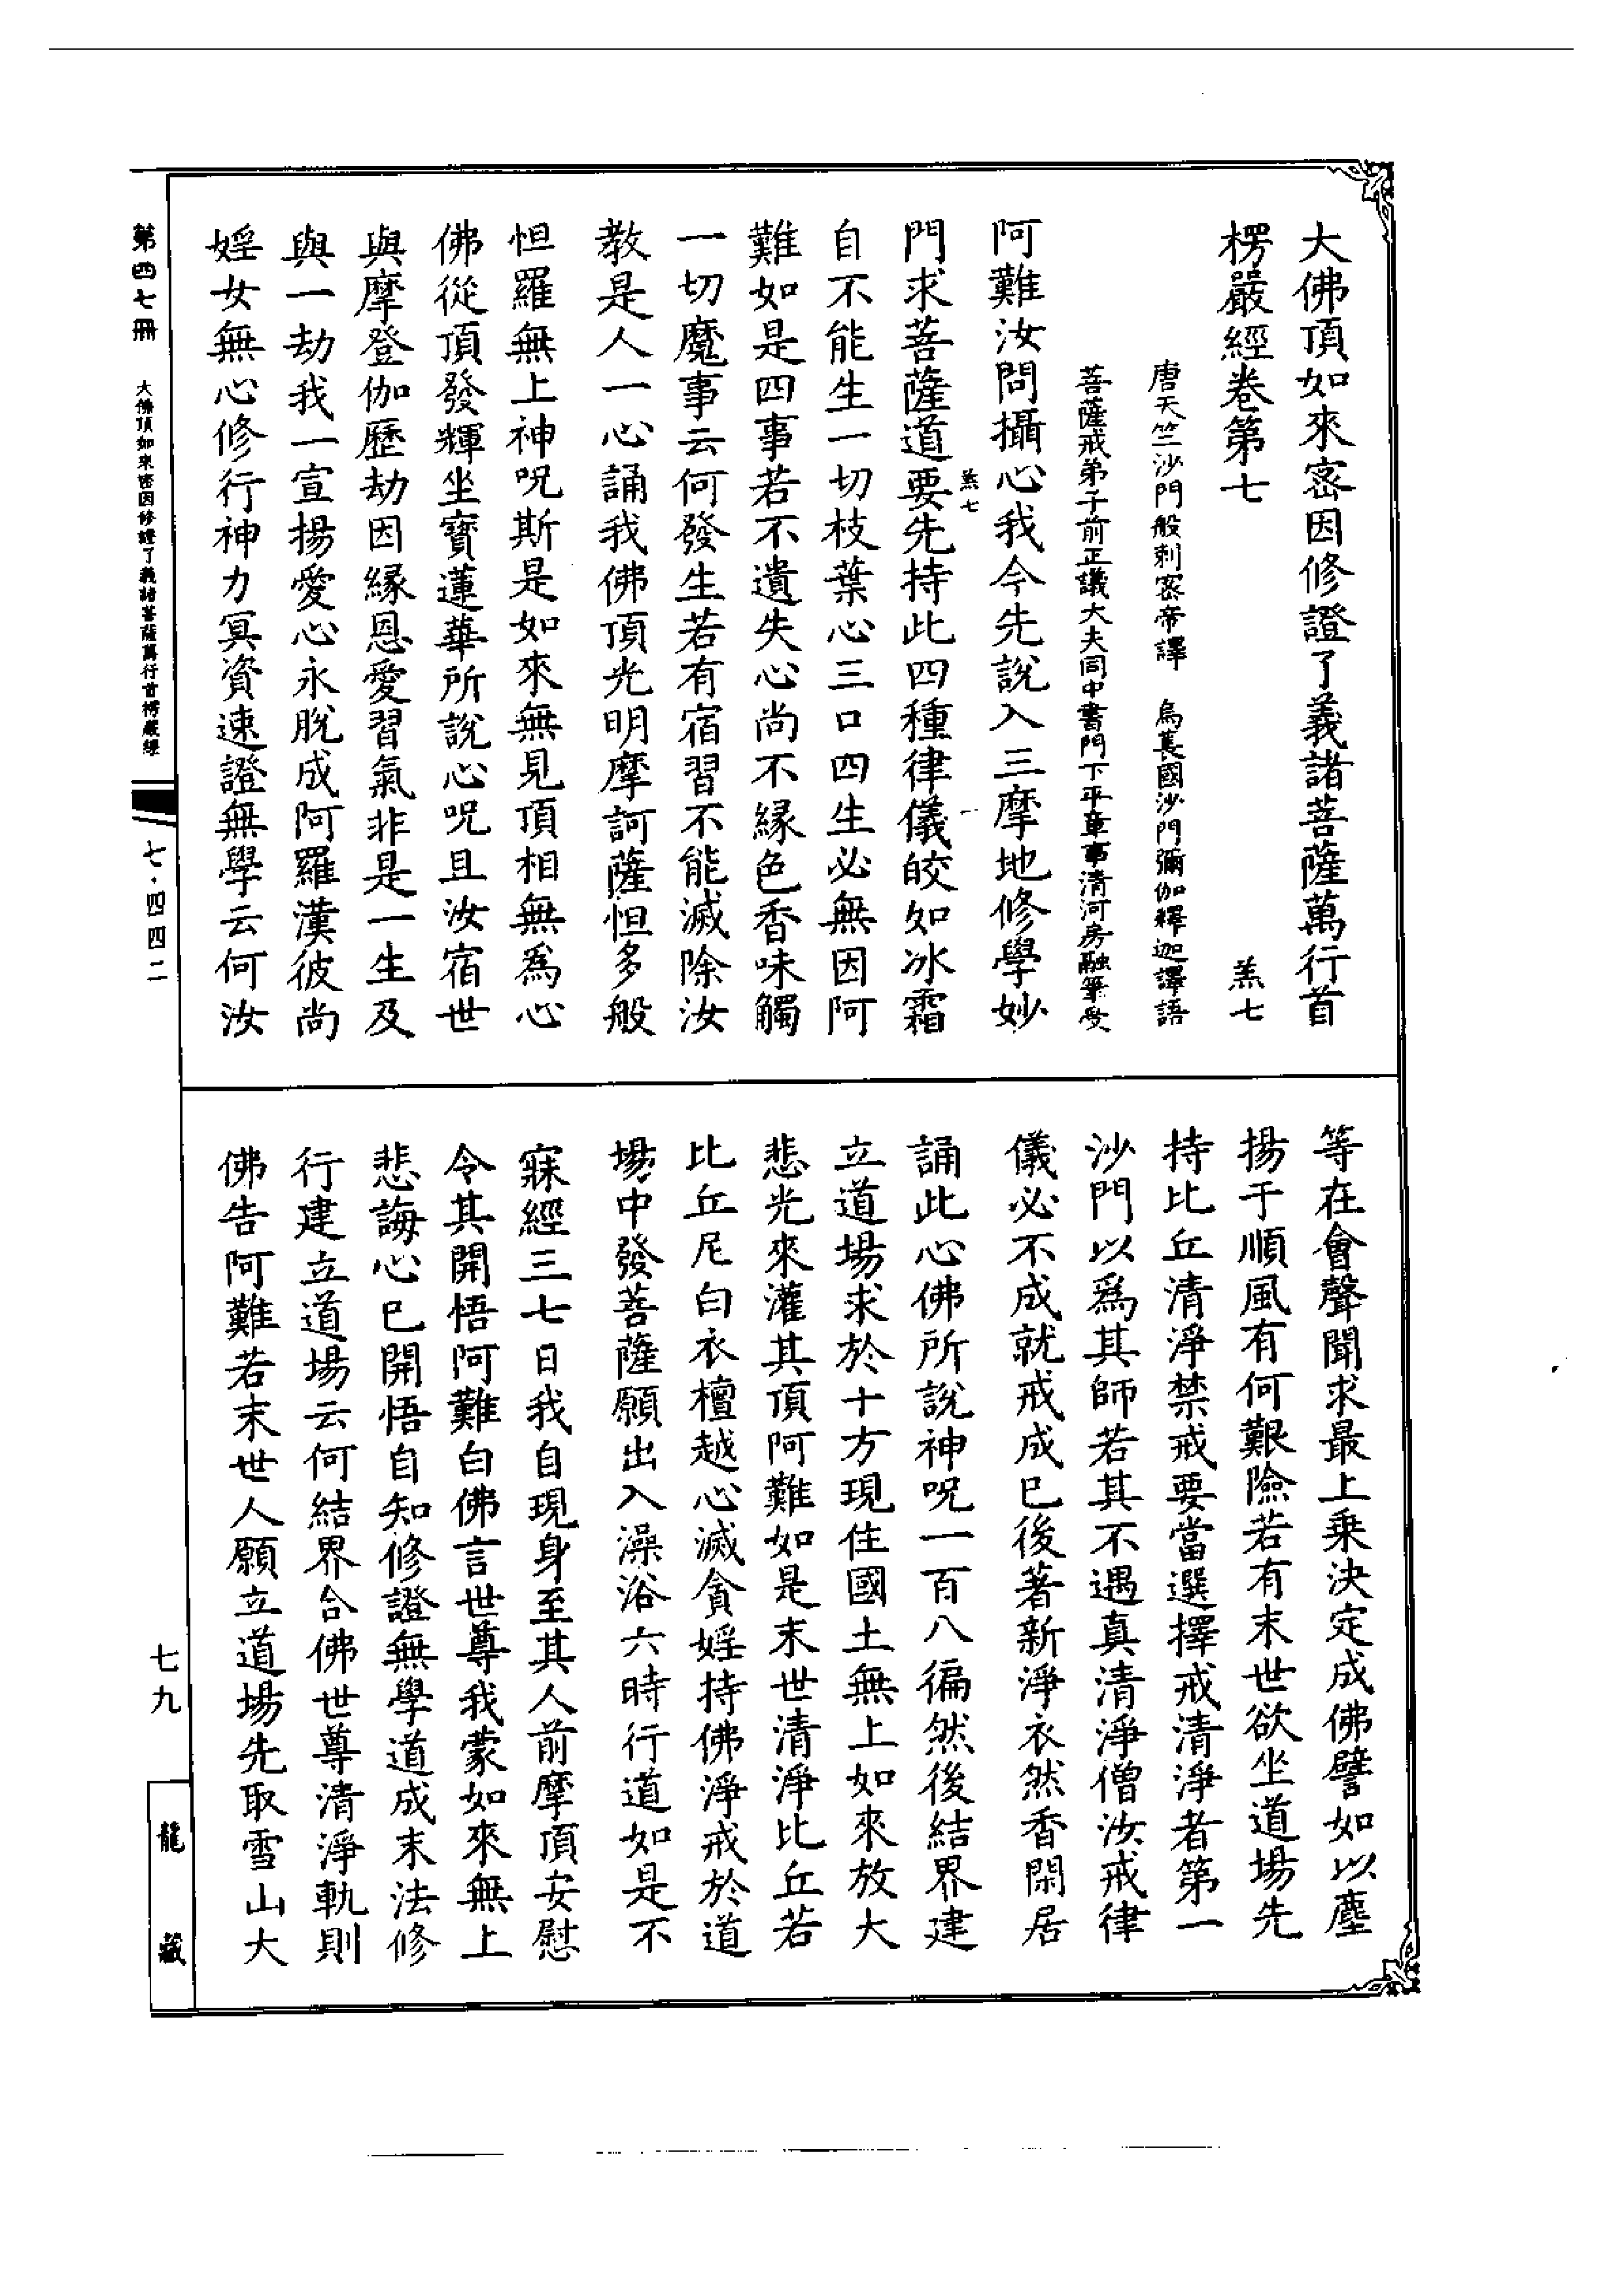 大佛頂如來密因修證了義諸菩薩萬行首
楞嚴經卷第七　羔七
唐天竺沙門般剌密帝譯　烏萇國沙門彌伽釋迦譯語
菩薩戒弟子前正議大夫同中書門下平章事清河房融筆受
阿難汝問攝心我今先說入三摩地修學妙
羔七
門求菩薩道要先持此四種律儀皎如冰霜
自不能生一切枝葉心三口四生必無因阿
難如是四事若不遺失心尚不緣色香味觸
一切魔事云何發生若有宿習不能滅除汝
教是人一心誦我佛頂光明摩訶薩怛多般
怛羅無上神呪斯是如來無見頂相無為心
佛從頂發輝坐寶蓮華所說心呪且汝宿世
與摩登伽歷劫因緣恩愛習氣非是一生及
與一劫我一宣揚愛心永脫成阿羅漢彼尚
婬女無心修行神力冥資速證無學云何汝
等在會聲聞求最上乘決定成佛譬如以塵
揚于順風有何艱險若有末世欲坐道場先
持比丘清淨禁戒要當選擇戒清淨者第一
沙門以爲其師若其不遇真清淨僧汝戒律
儀必不成就戒成已後著新淨衣然香閑居
誦此心佛所說神呪一百八徧然後結界建
立道場求於十方現住國土無上如來放大
悲光來灌其頂阿難如是末世清淨比丘若
比丘尼白衣檀越心滅貪婬持佛淨戒於道
場中發菩薩願出入澡浴六時行道如是不
寐經三七日我自現身至其人前摩頂安慰
令其開悟阿難白佛言世尊我蒙如來無上
悲誨心已開悟自知修證無學道成末法修
行建立道場云何結界合佛世尊清淨軌則
佛告阿難若末世人願立道場先取雪山大
第四七冊　大佛頂如來密因修證了義諸菩薩萬行首楞嚴經
七·四四二
七九
龍藏